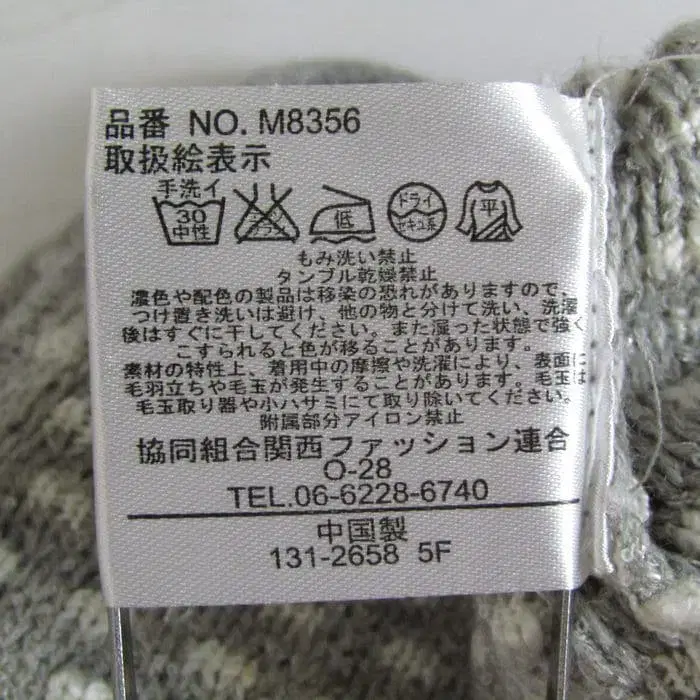 品番 NO. M8356
取扱絵表示
手洗イ
30 中性
低
ドライ セキユ系
平
もみ洗い禁止
タンブル乾燥禁止
濃色や配色の製品は移染の恐れがありますので、
つけ置き洗いは避け、他の物と分けて洗い、洗濯
後はすぐに干してください。また湿った状態で強く
こすられると色が移ることがあります。
素材の特性上、着用中の摩擦や洗濯により、表面に
毛羽立ちや毛玉が発生することがあります。毛玉は
毛玉取り器や小ハサミにて取り除いてください。
附属部分アイロン禁止
協同組合関西ファッション連合
O-28
TEL.06-6228-6740
中国製
131-2658 5F